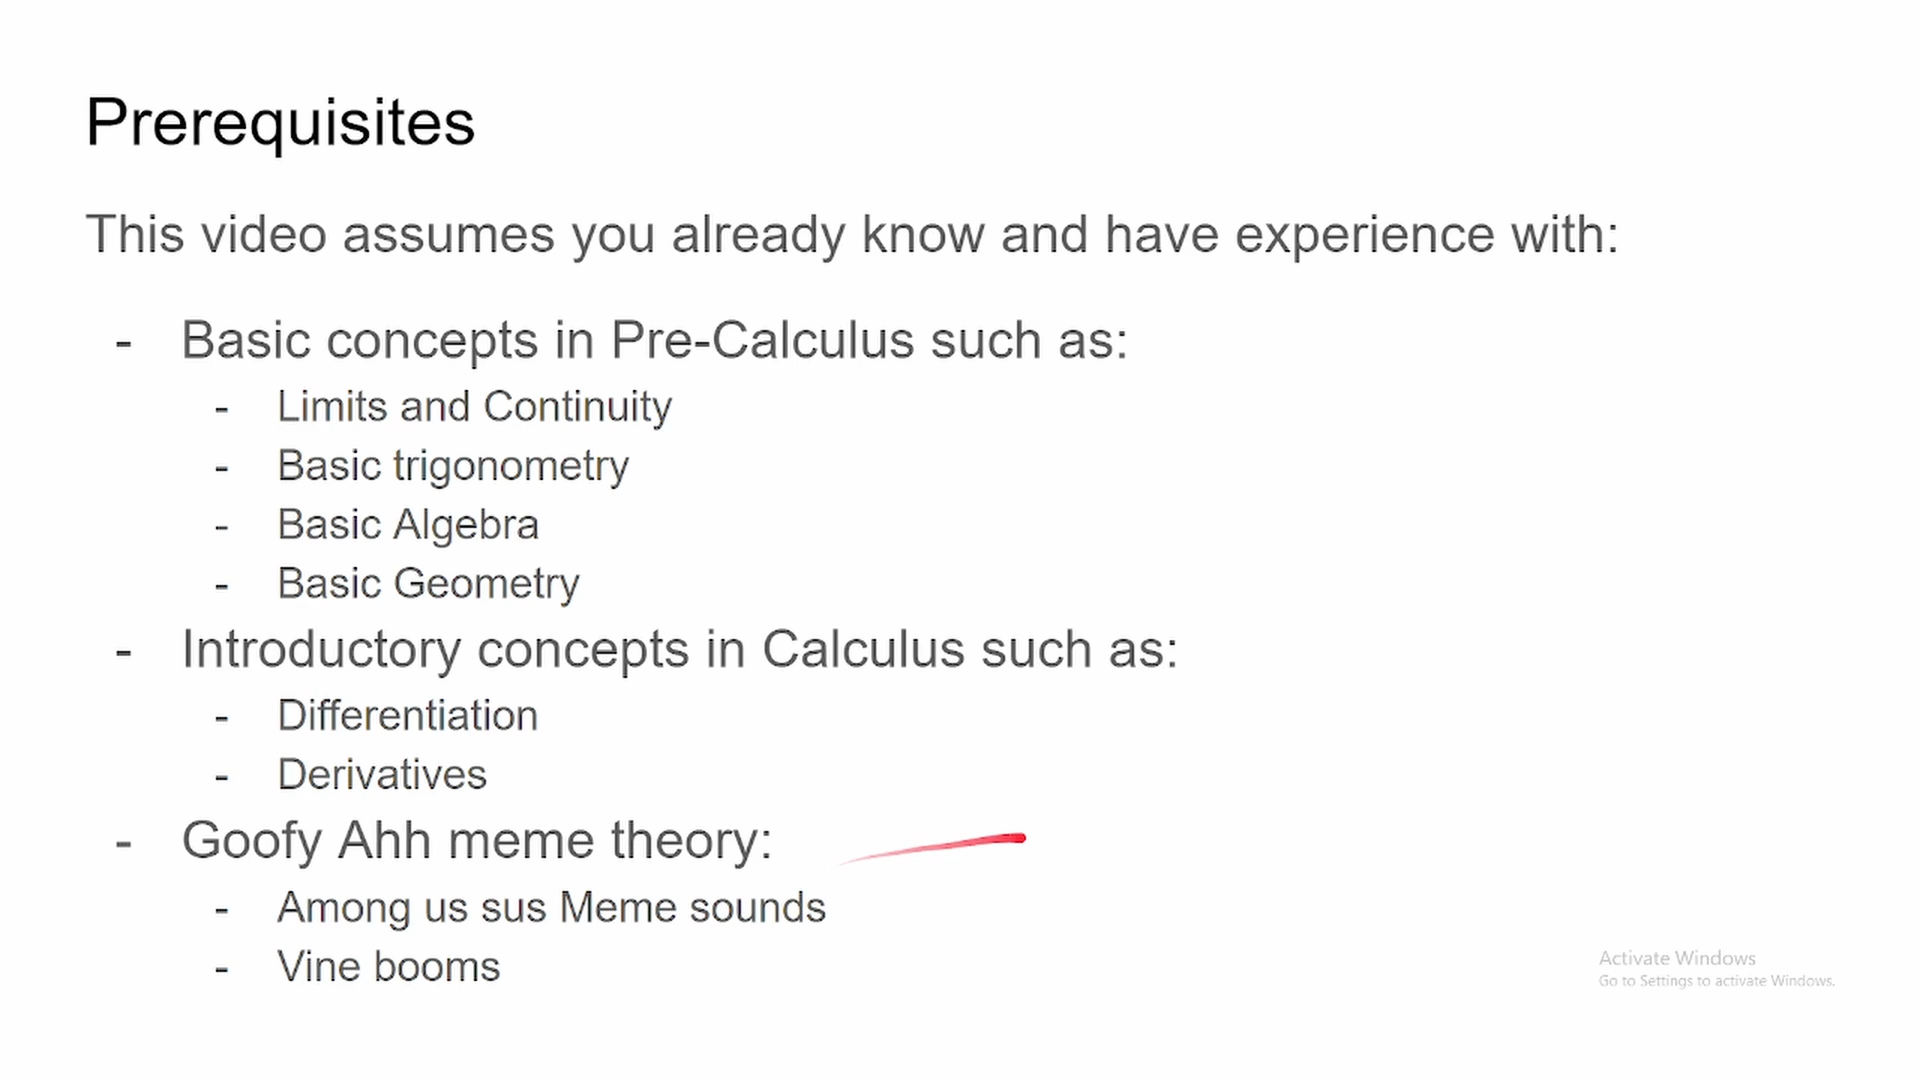 Prerequisites
This video assumes you already know and have experience with:
- Basic concepts in Pre-Calculus such as:
- Limits and Continuity
- Basic trigonometry
- Basic Algebra
- Basic Geometry
- Introductory concepts in Calculus such as:
- Differentiation
- Derivatives
- Goofy Ahh meme theory:
- Among us sus Meme sounds
- Vine booms
Activate Windows
Go to Settings to activate Windows.